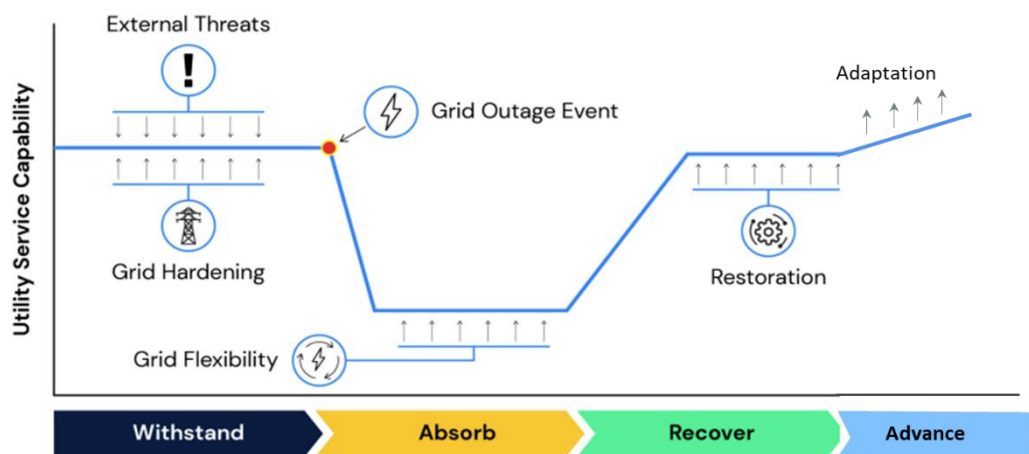 External Threats
Adaptation
Grid Outage Event
Utility Service Capability
Grid Hardening
Restoration
Grid Flexibility
Withstand
Absorb
Recover
Advance